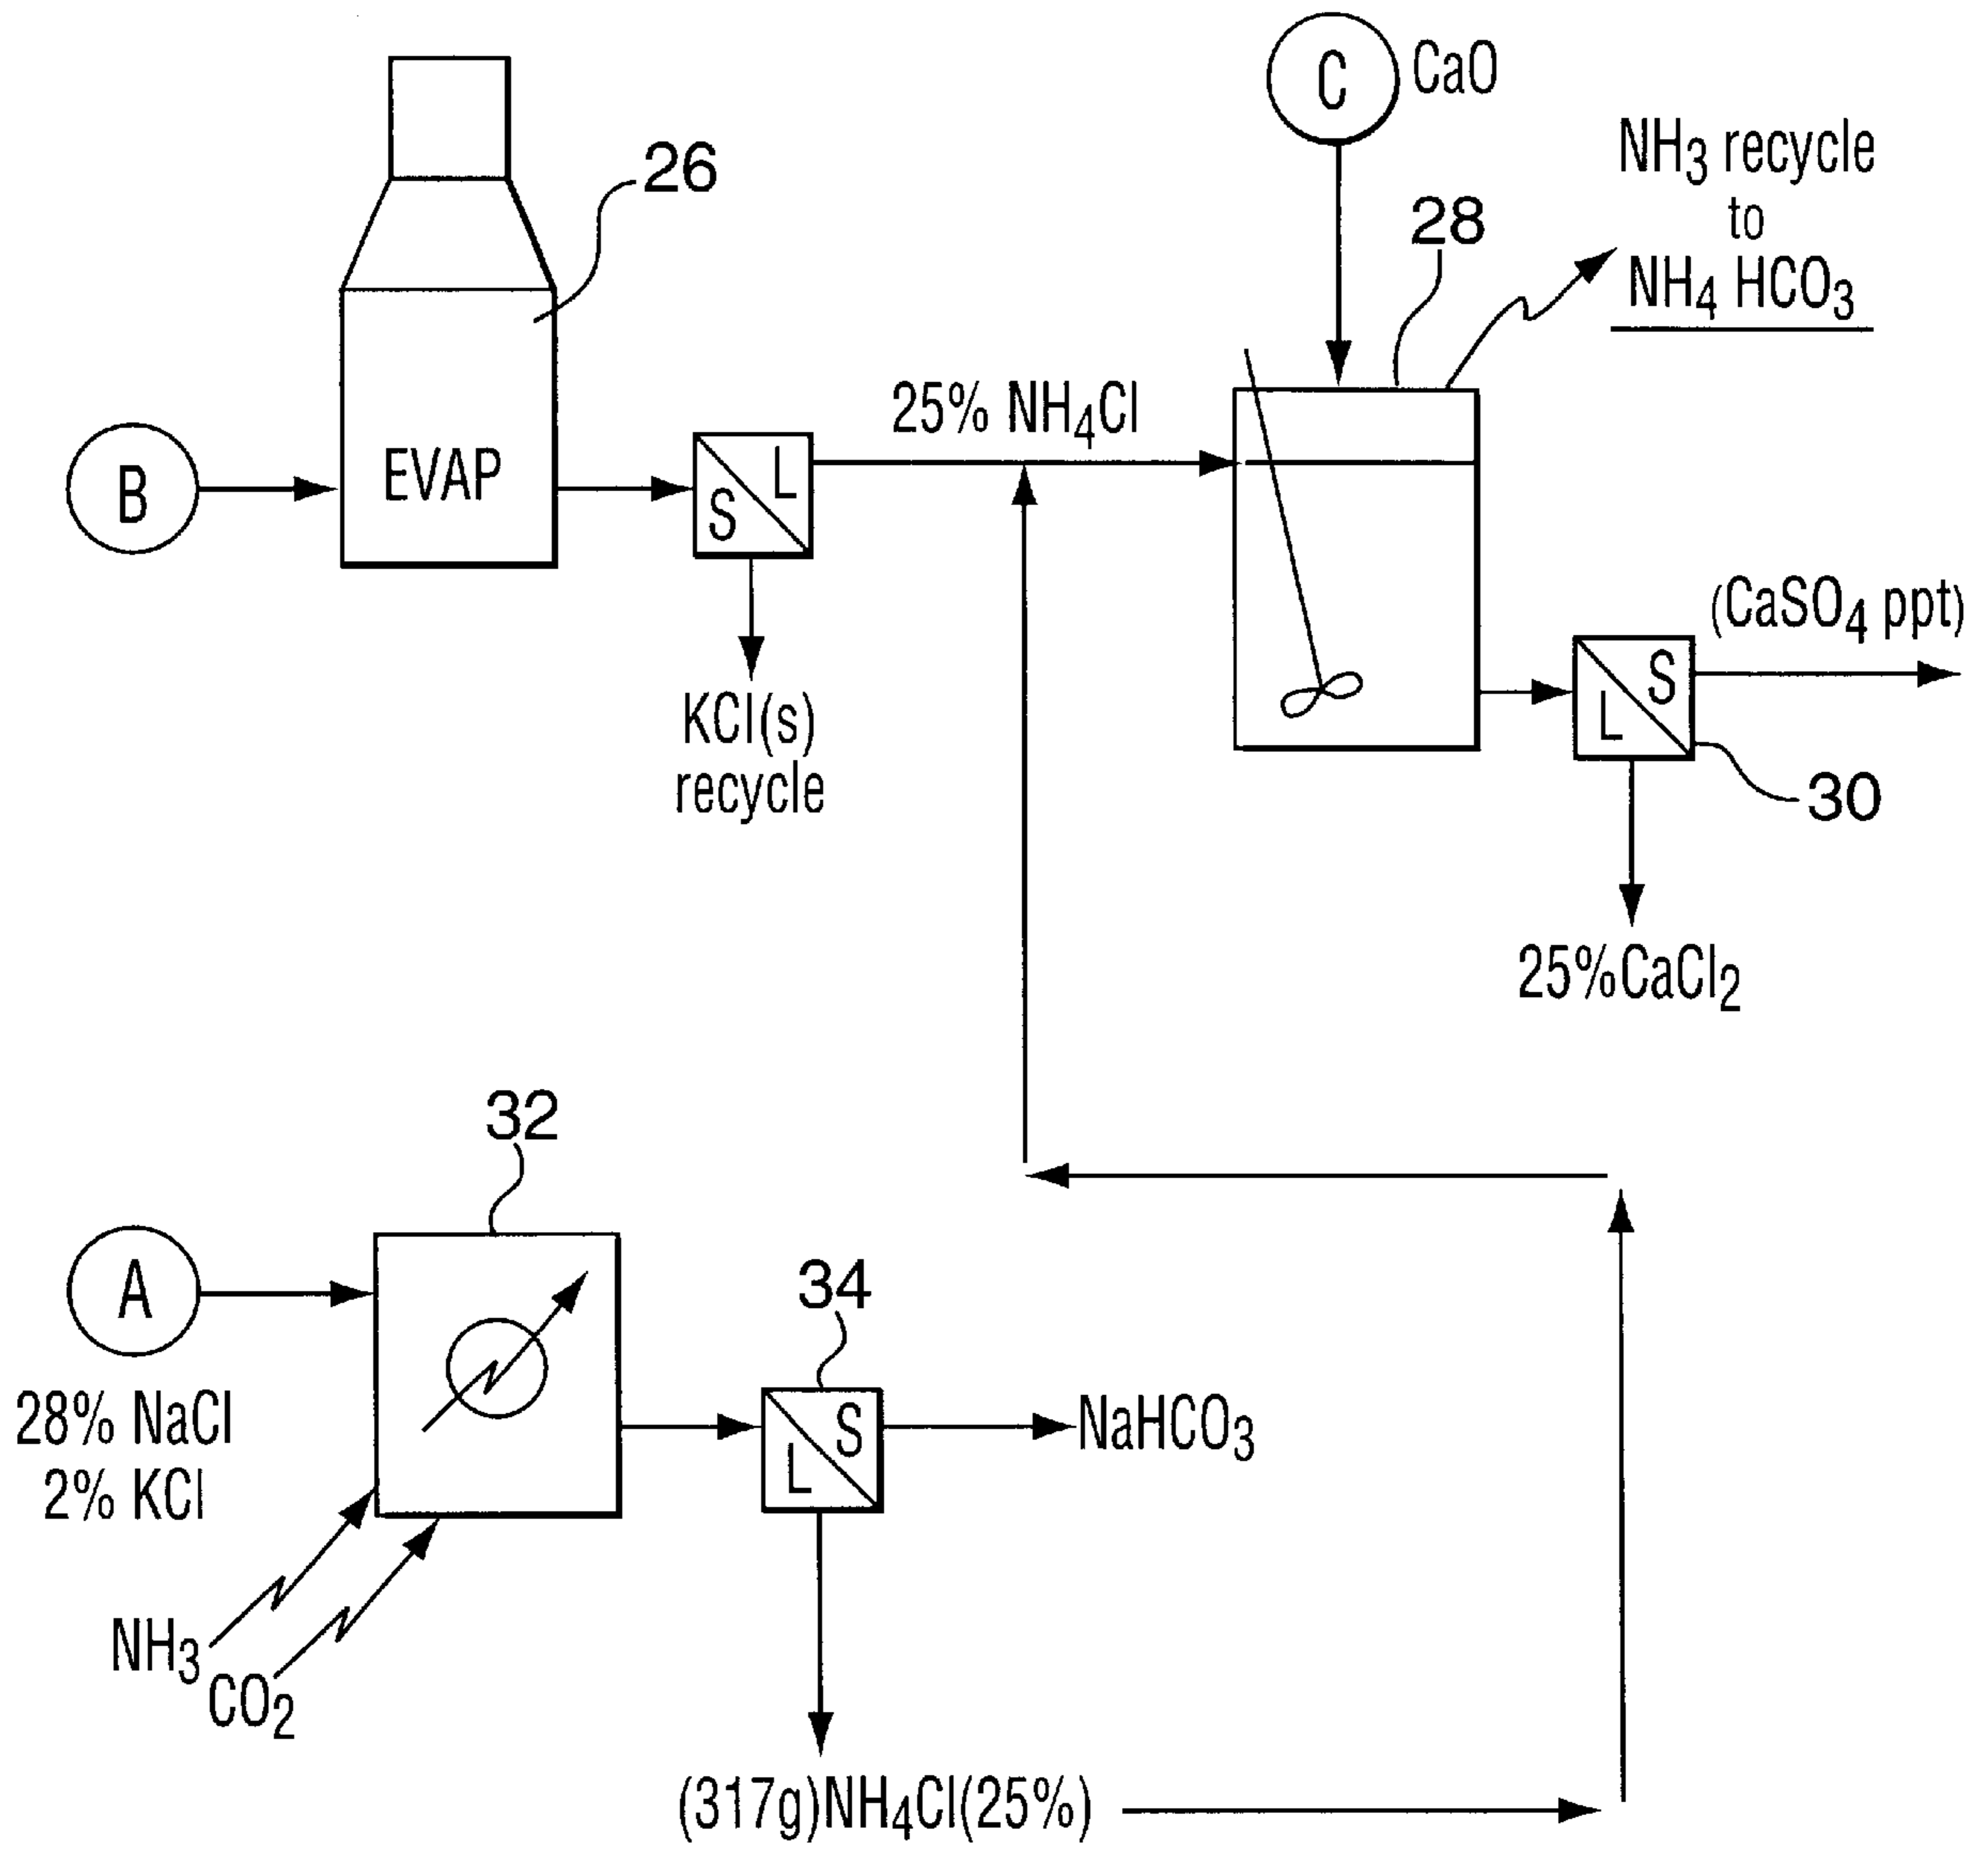 C
CaO
26
NH3 recycle
to
NH4 HCO3
28
25% NH4Cl
B
EVAP
S
L
KCl(s)
recycle
(CaSO4 ppt)
S
L
30
25%CaCl2
32
A
34
28% NaCl
2% KCl
S
L
NaHCO3
NH3
CO2
(317g)NH4Cl(25%)